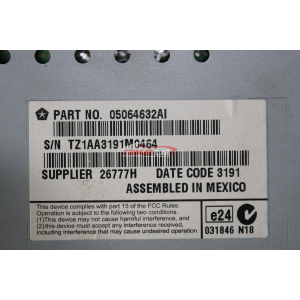 PART NO. 05064632AI
S/N TZ1AA3191M0464
SUPPLIER 26777H DATE CODE 3191
ASSEMBLED IN MEXICO
This device complies with part 15 of the FCC Rules.
Operation is subject to the following two conditions:
(1)This device may not cause harmful interference, and
(2) this device must accept any interference received,
including interference that may cause undesired operation.
e24
N
031846 N18